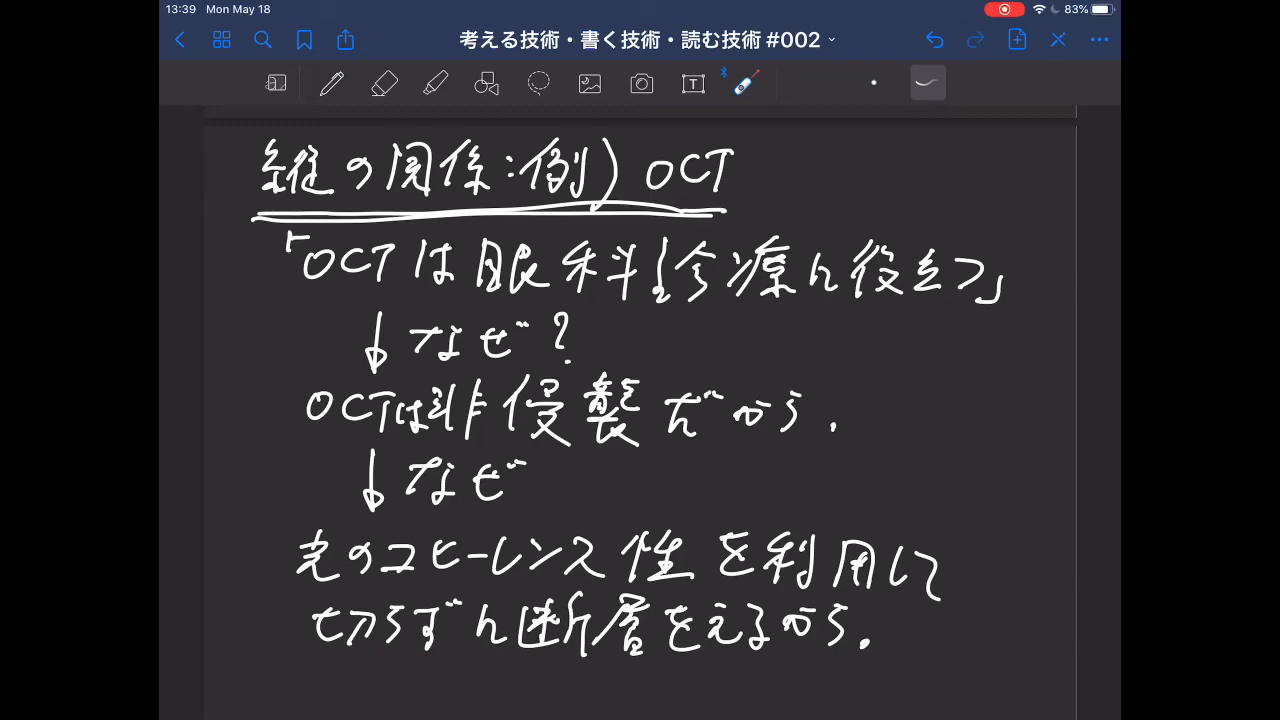 13:39 Mon May 18 83%
考える技術・書く技術・読む技術 #002
縦の関係:例) OCT
「OCTは眼科診療に役立つ」
↓なぜ?
OCTは非侵襲だから.
↓なぜ
光のコヒーレンス性を利用して
切らずに断層をえるから.